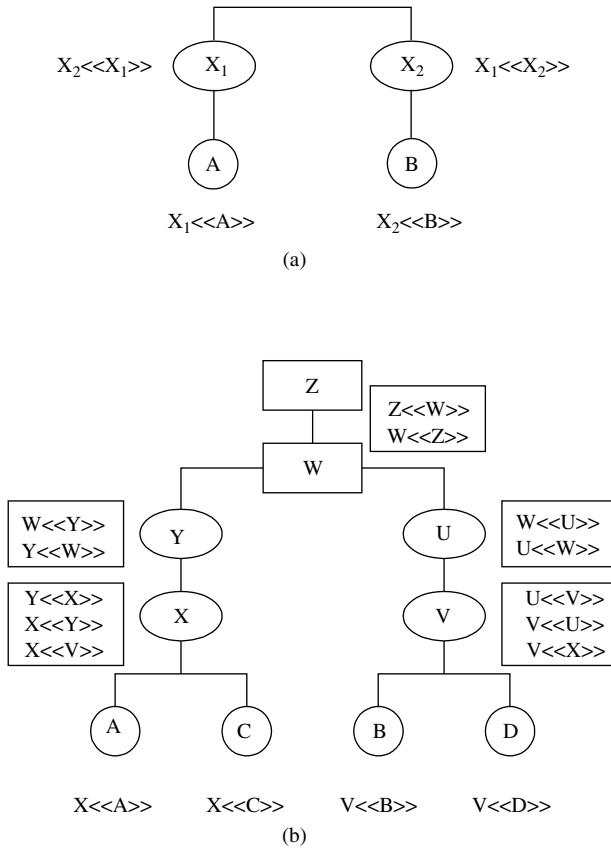 X₂<<X₁>>
X₁
X₂
X₁<<X₂>>
A
B
X₁<<A>>
X₂<<B>>
(a)
Z
Z<<W>>
W<<Z>>
W
W<<Y>>
Y<<W>>
Y
U
W<<U>>
U<<W>>
Y<<X>>
X<<Y>>
X<<V>>
X
V
U<<V>>
V<<U>>
V<<X>>
A
C
B
D
X<<A>>
X<<C>>
V<<B>>
V<<D>>
(b)